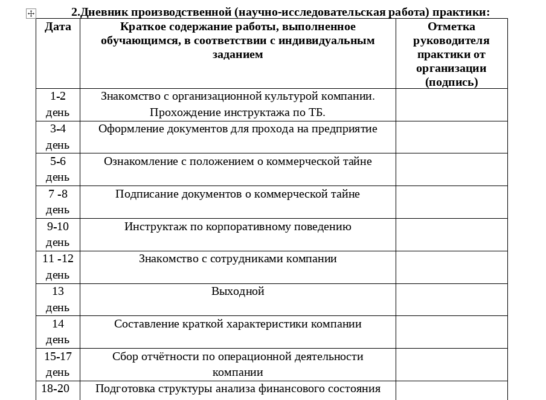 2.Дневник производственной (научно-исследовательская работа) практики:
Дата
Краткое содержание работы, выполненное
обучающимся, в соответствии с индивидуальным
заданием
Отметка
руководителя
практики от
организации
(подпись)
1-2
день
Знакомство с организационной культурой компании.
Прохождение инструктажа по ТБ.
3-4
день
Оформление документов для прохода на предприятие
5-6
день
Ознакомление с положением о коммерческой тайне
7 -8
день
Подписание документов о коммерческой тайне
9-10
день
Инструктаж по корпоративному поведению
11 -12
день
Знакомство с сотрудниками компании
13
день
Выходной
14
день
Составление краткой характеристики компании
15-17
день
Сбор отчётности по операционной деятельности
компании
18-20
Подготовка структуры анализа финансового состояния